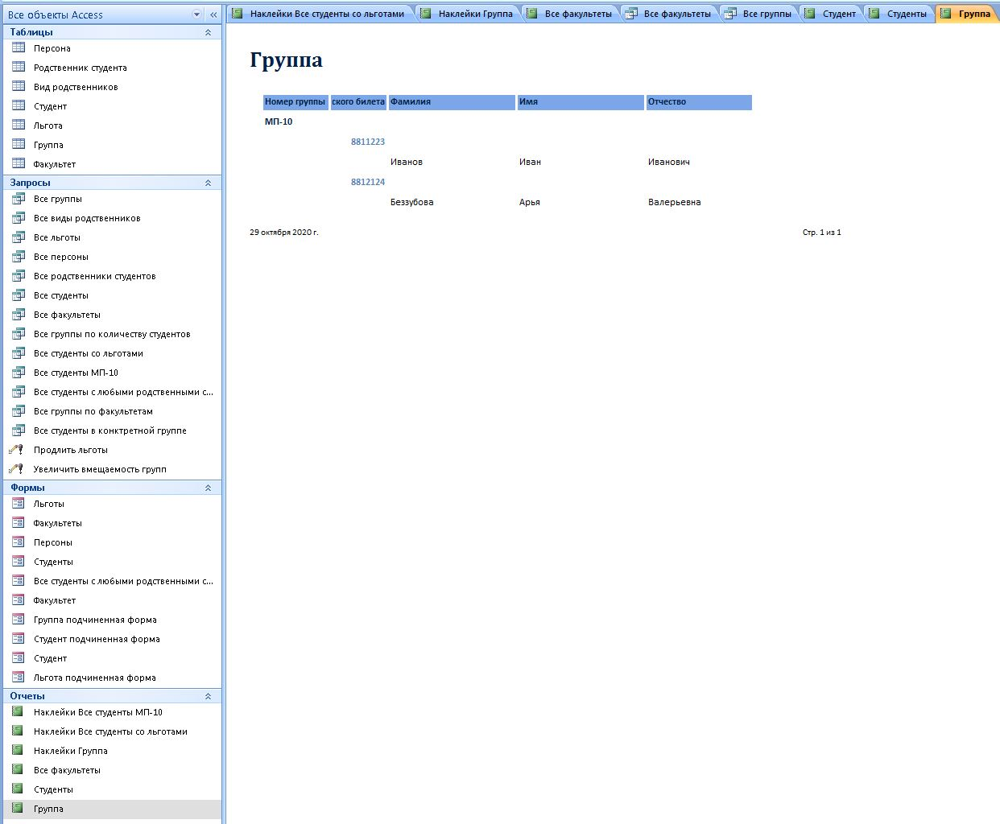 Все объекты Access
Таблицы
Персона
Родственник студента
Вид родственников
Студент
Льгота
Группа
Факультет
Запросы
Все группы
Все виды родственников
Все льготы
Все персоны
Все родственники студентов
Все студенты
Все факультеты
Все группы по количеству студентов
Все студенты со льготами
Все студенты МП-10
Все студенты с любыми родственными с...
Все группы по факультетам
Все студенты в конктретной группе
Продлить льготы
Увеличить вмещаемость групп
Формы
Льготы
Факультеты
Персоны
Студенты
Все студенты с любыми родственными с...
Факультет
Группа подчиненная форма
Студент подчиненная форма
Студент
Льгота подчиненная форма
Отчеты
Наклейки Все студенты МП-10
Наклейки Все студенты со льготами
Наклейки Группа
Все факультеты
Студенты
Группа
Наклейки Все студенты со льготами Наклейки Группа Все факультеты Все факультеты Все группы Студент Студенты Группа
Группа
Номер группы ского билета Фамилия Имя Отчество
МП-10
8811223
Иванов Иван Иванович
8812124
Беззубова Арья Валерьевна
29 октября 2020 г. Стр. 1 из 1